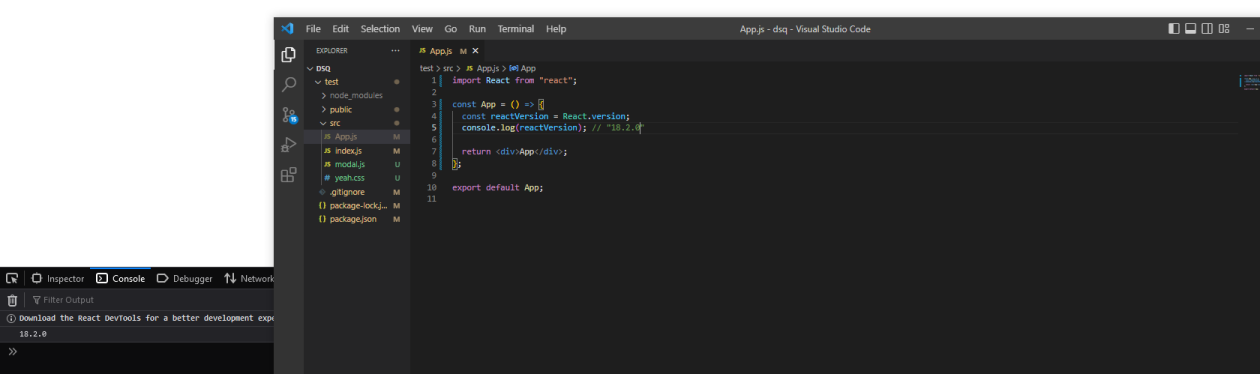 File Edit Selection View Go Run Terminal Help
App.js - dsq - Visual Studio Code
EXPLORER ...
DSQ
test
node_modules
public
src
JS App.js M
JS index.js M
JS modal.js U
# yeah.css U
.gitignore M
{} package-lock.j... M
{} package.json M
15
JS App.js M ×
test > src > JS App.js > App
1 import React from "react";
2
3 const App = () => {
4 const reactVersion = React.version;
5 console.log(reactVersion); // "18.2.0"
6
7 return <div>App</div>;
8 };
9
10 export default App;
11
Inspector Console Debugger Network
Filter Output
Download the React DevTools for a better development expe
18.2.0
»